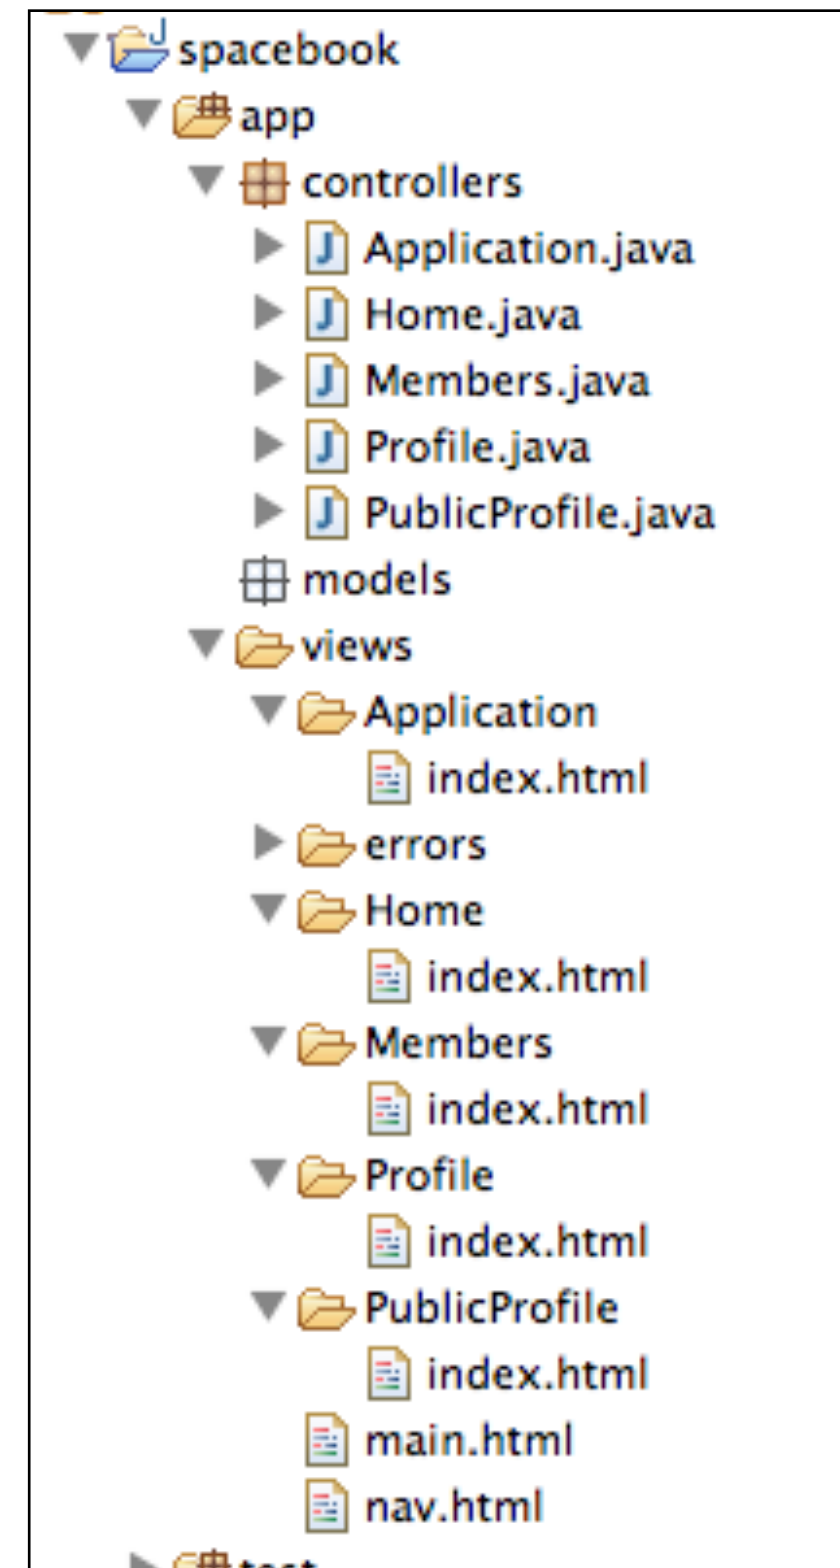 spacebook
app
controllers
Application.java
Home.java
Members.java
Profile.java
PublicProfile.java
models
views
Application
index.html
errors
Home
index.html
Members
index.html
Profile
index.html
PublicProfile
index.html
main.html
nav.html
test